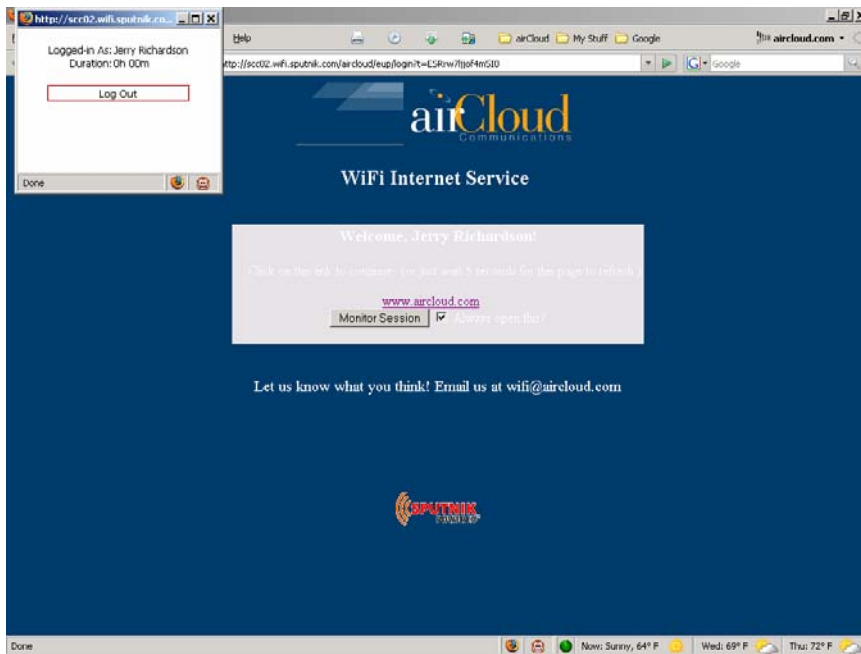 http://scc02.wifi.sputnik.co...
Logged-in As: Jerry Richardson
Duration: 0h 00m
Log Out
Done
Help
airCloud
My Stuff
Google
aircloud.com
http://scc02.wifi.sputnik.com/aircloud/eup/login?t=
Google
airCloud
Communications
WiFi Internet Service
Welcome, Jerry Richardson!
Click on this link to continue: (or just wait 5 seconds for this page to refresh.)
www.aircloud.com
Monitor Session
Always open this?
Let us know what you think! Email us at wifi@aircloud.com
SPUTNIK
POWERED
Done
Now: Sunny, 64° F
Wed: 69° F
Thu: 72° F